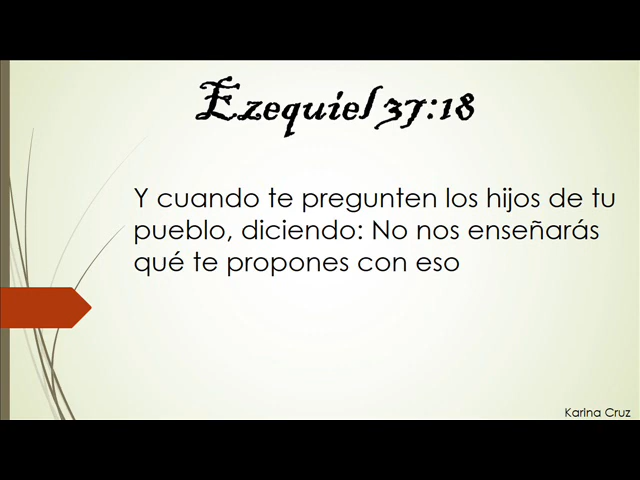 Ezequiel 37:18
Y cuando te pregunten los hijos de tu
pueblo, diciendo: No nos enseñarás
qué te propones con eso
Karina Cruz